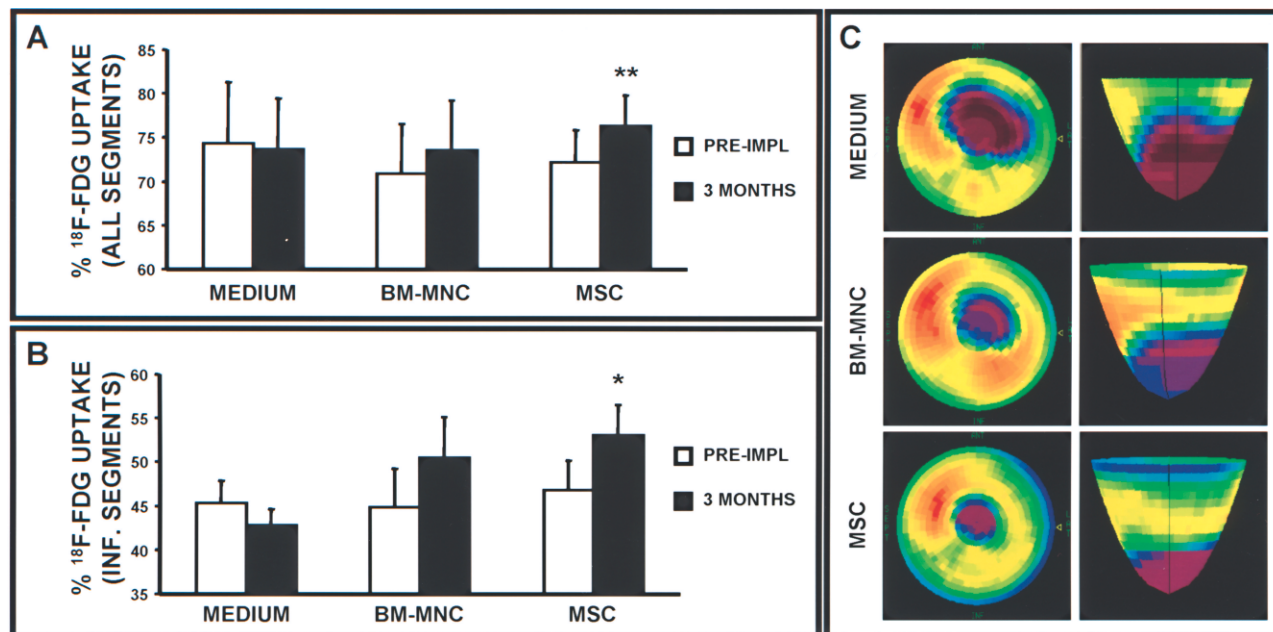 A
% ¹⁸F-FDG UPTAKE
(ALL SEGMENTS)
85
80
75
70
65
60
**
PRE-IMPL
3 MONTHS
MEDIUM
BM-MNC
MSC
B
% ¹⁸F-FDG UPTAKE
(INF. SEGMENTS)
60
55
50
45
40
35
*
PRE-IMPL
3 MONTHS
MEDIUM
BM-MNC
MSC
C
MEDIUM
ANT
BM-MNC
MSC
ANT